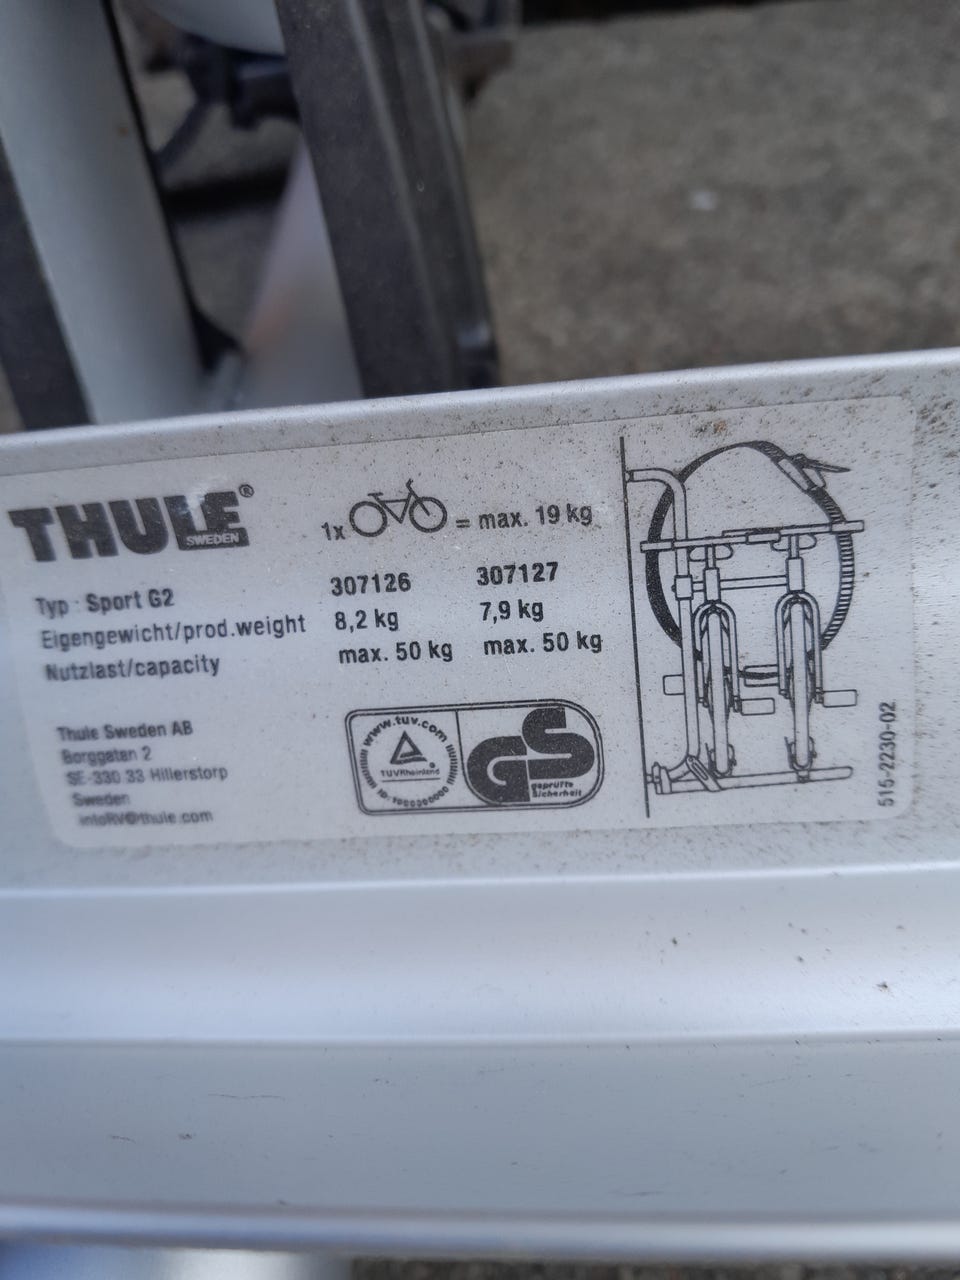 THULE®
SWEDEN
1x = max. 19 kg
307126 307127
Typ : Sport G2
Eigengewicht/prod.weight 8,2 kg 7,9 kg
Nutzlast/capacity max. 50 kg max. 50 kg
Thule Sweden AB
Borggatan 2
SE-330 33 Hillerstorp
Sweden
infoRV@thule.com
www.tuv.com
TÜVRheinland
GS
geprüfte
Sicherheit
515-2230-02